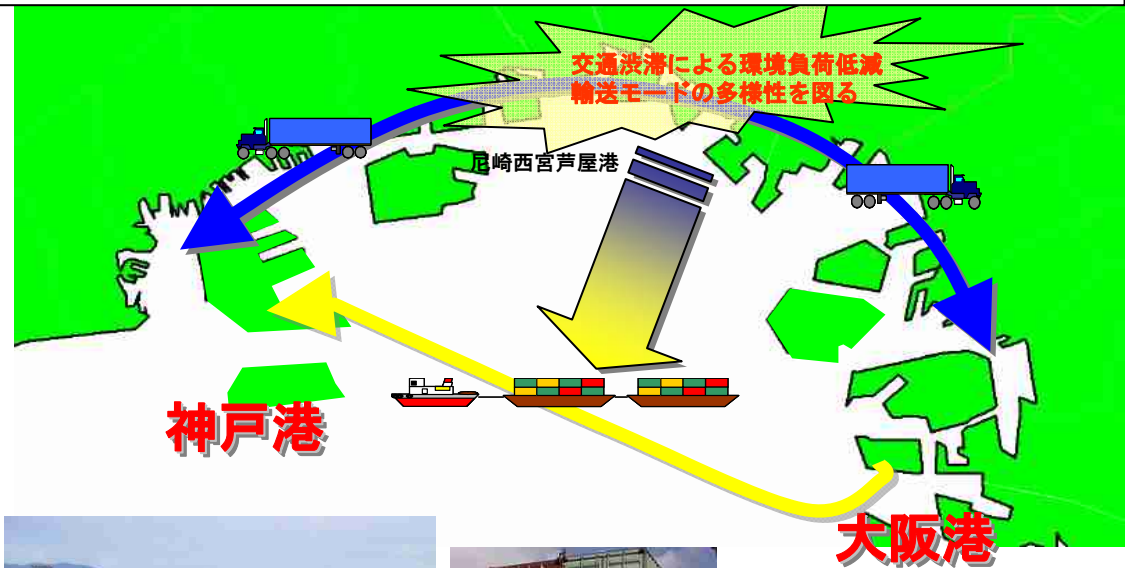 交通渋滞による環境負荷低減
輸送モードの多様性を図る
尼崎西宮芦屋港
神戸港
大阪港